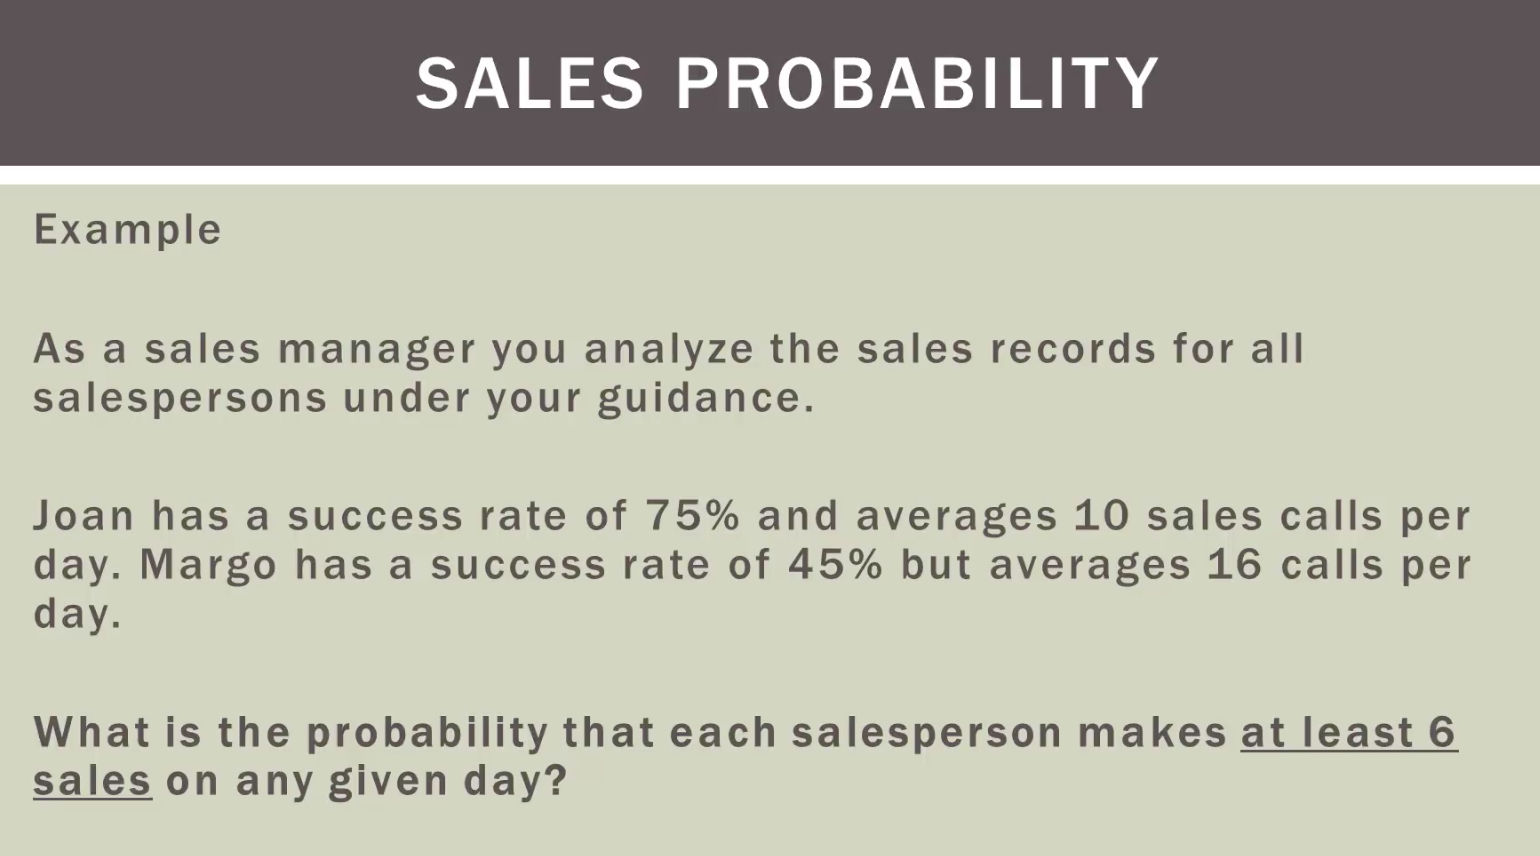 SALES PROBABILITY
Example
As a sales manager you analyze the sales records for all
salespersons under your guidance.
Joan has a success rate of 75% and averages 10 sales calls per
day. Margo has a success rate of 45% but averages 16 calls per
day.
What is the probability that each salesperson makes at least 6
sales on any given day?